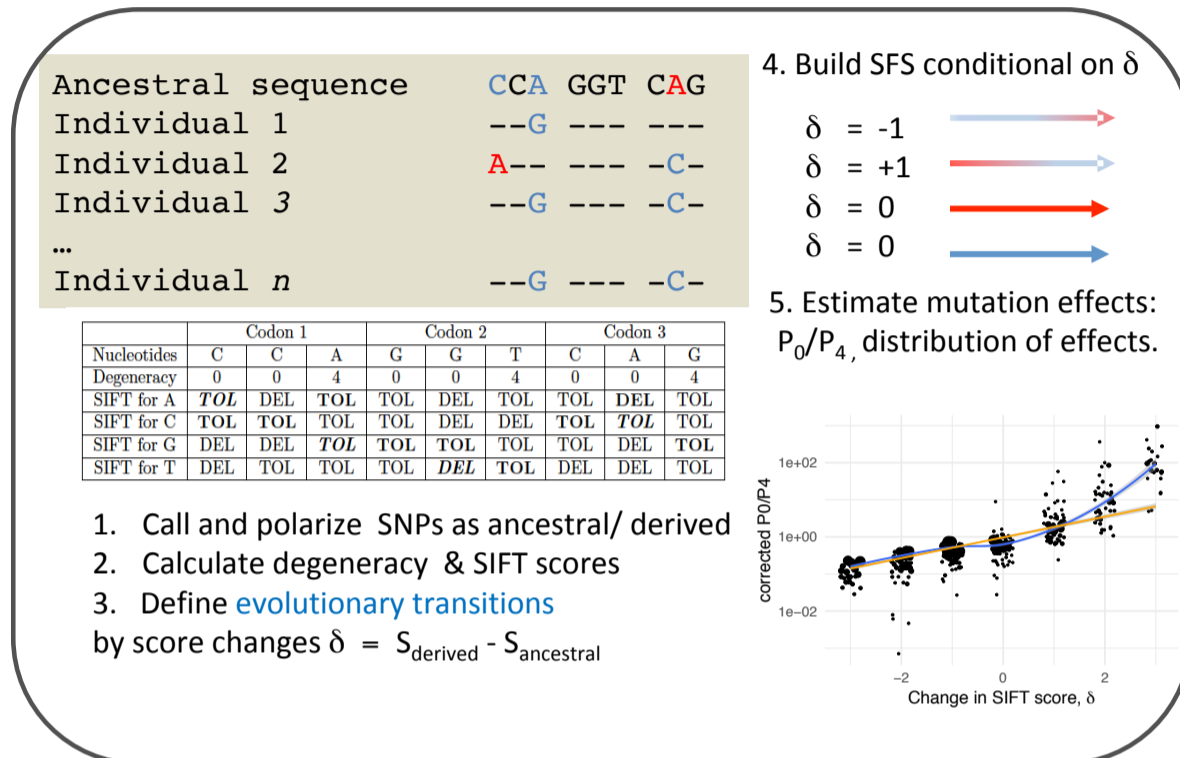 Ancestral sequence CCA GGT CAG
Individual 1 --G --- ---
Individual 2 A-- --- -C-
Individual 3 --G --- -C-
…
Individual n --G --- -C-
Codon 1 Codon 2 Codon 3
Nucleotides C C A G G T C A G
Degeneracy 0 0 4 0 0 4 0 0 4
SIFT for A TOL DEL TOL TOL DEL TOL TOL DEL TOL
SIFT for C TOL TOL TOL TOL DEL DEL TOL TOL TOL
SIFT for G DEL DEL TOL TOL TOL TOL TOL DEL TOL
SIFT for T DEL TOL TOL TOL DEL TOL DEL DEL TOL
1. Call and polarize SNPs as ancestral/ derived
2. Calculate degeneracy & SIFT scores
3. Define evolutionary transitions
by score changes δ = Sderived - Sancestral
4. Build SFS conditional on δ
δ = -1
δ = +1
δ = 0
δ = 0
5. Estimate mutation effects:
P0/P4 , distribution of effects.
corrected P0/P4
1e+02
1e+00
1e−02
−2 0 2
Change in SIFT score, δ